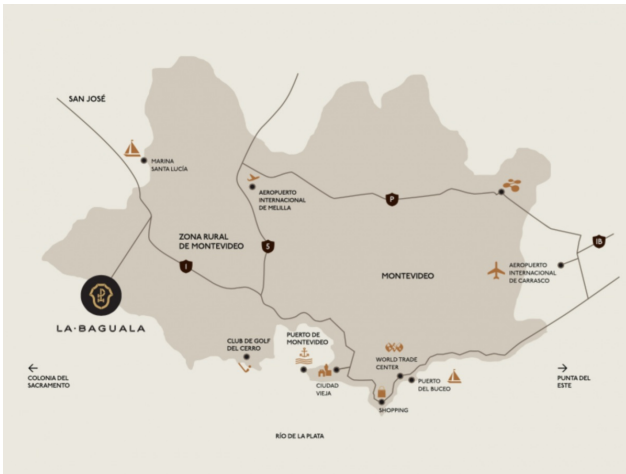 SAN JOSÉ
MARINA
SANTA LUCÍA
AEROPUERTO
INTERNACIONAL
DE MELILLA
P
IB
ZONA RURAL
DE MONTEVIDEO
5
1
MONTEVIDEO
AEROPUERTO
INTERNACIONAL
DE CARRASCO
LA·BAGUALA
CLUB DE GOLF
DEL CERRO
PUERTO DE
MONTEVIDEO
WORLD TRADE
CENTER
COLONIA DEL
SACRAMENTO
CIUDAD
VIEJA
PUERTO
DEL BUCEO
PUNTA DEL
ESTE
SHOPPING
RÍO DE LA PLATA